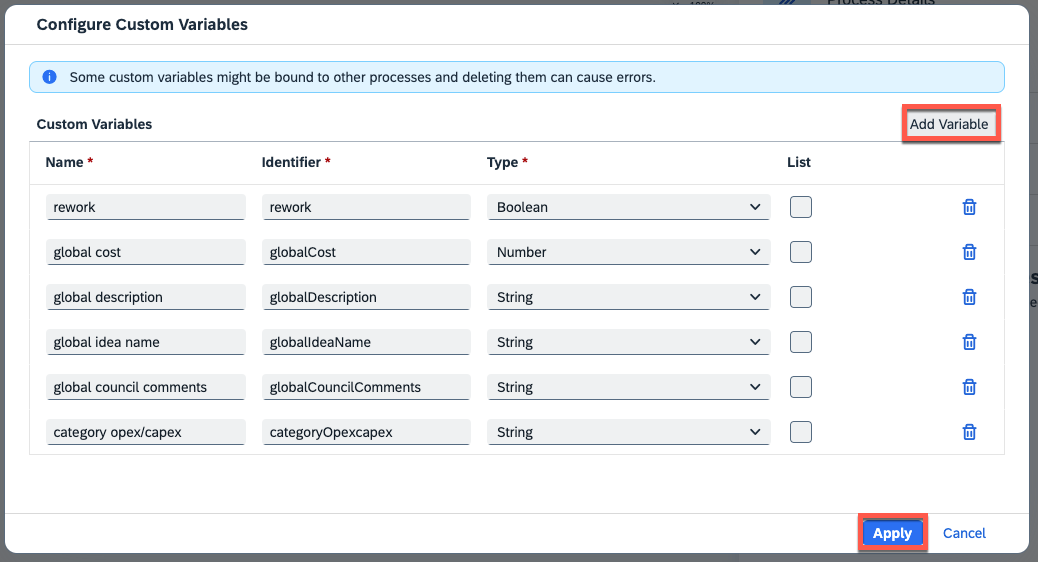 Process Details
Configure Custom Variables
Some custom variables might be bound to other processes and deleting them can cause errors.
Custom Variables
Add Variable
Name * Identifier * Type * List
rework rework Boolean
global cost globalCost Number
global description globalDescription String
global idea name globalIdeaName String
global council comments globalCouncilComments String
category opex/capex categoryOpexcapex String
Apply Cancel